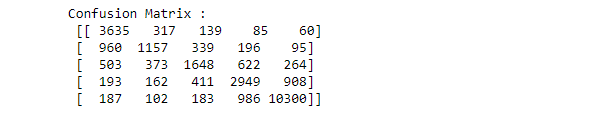 Confusion Matrix :
[[ 3635 317 139 85 60]
[ 960 1157 339 196 95]
[ 503 373 1648 622 264]
[ 193 162 411 2949 908]
[ 187 102 183 986 10300]]